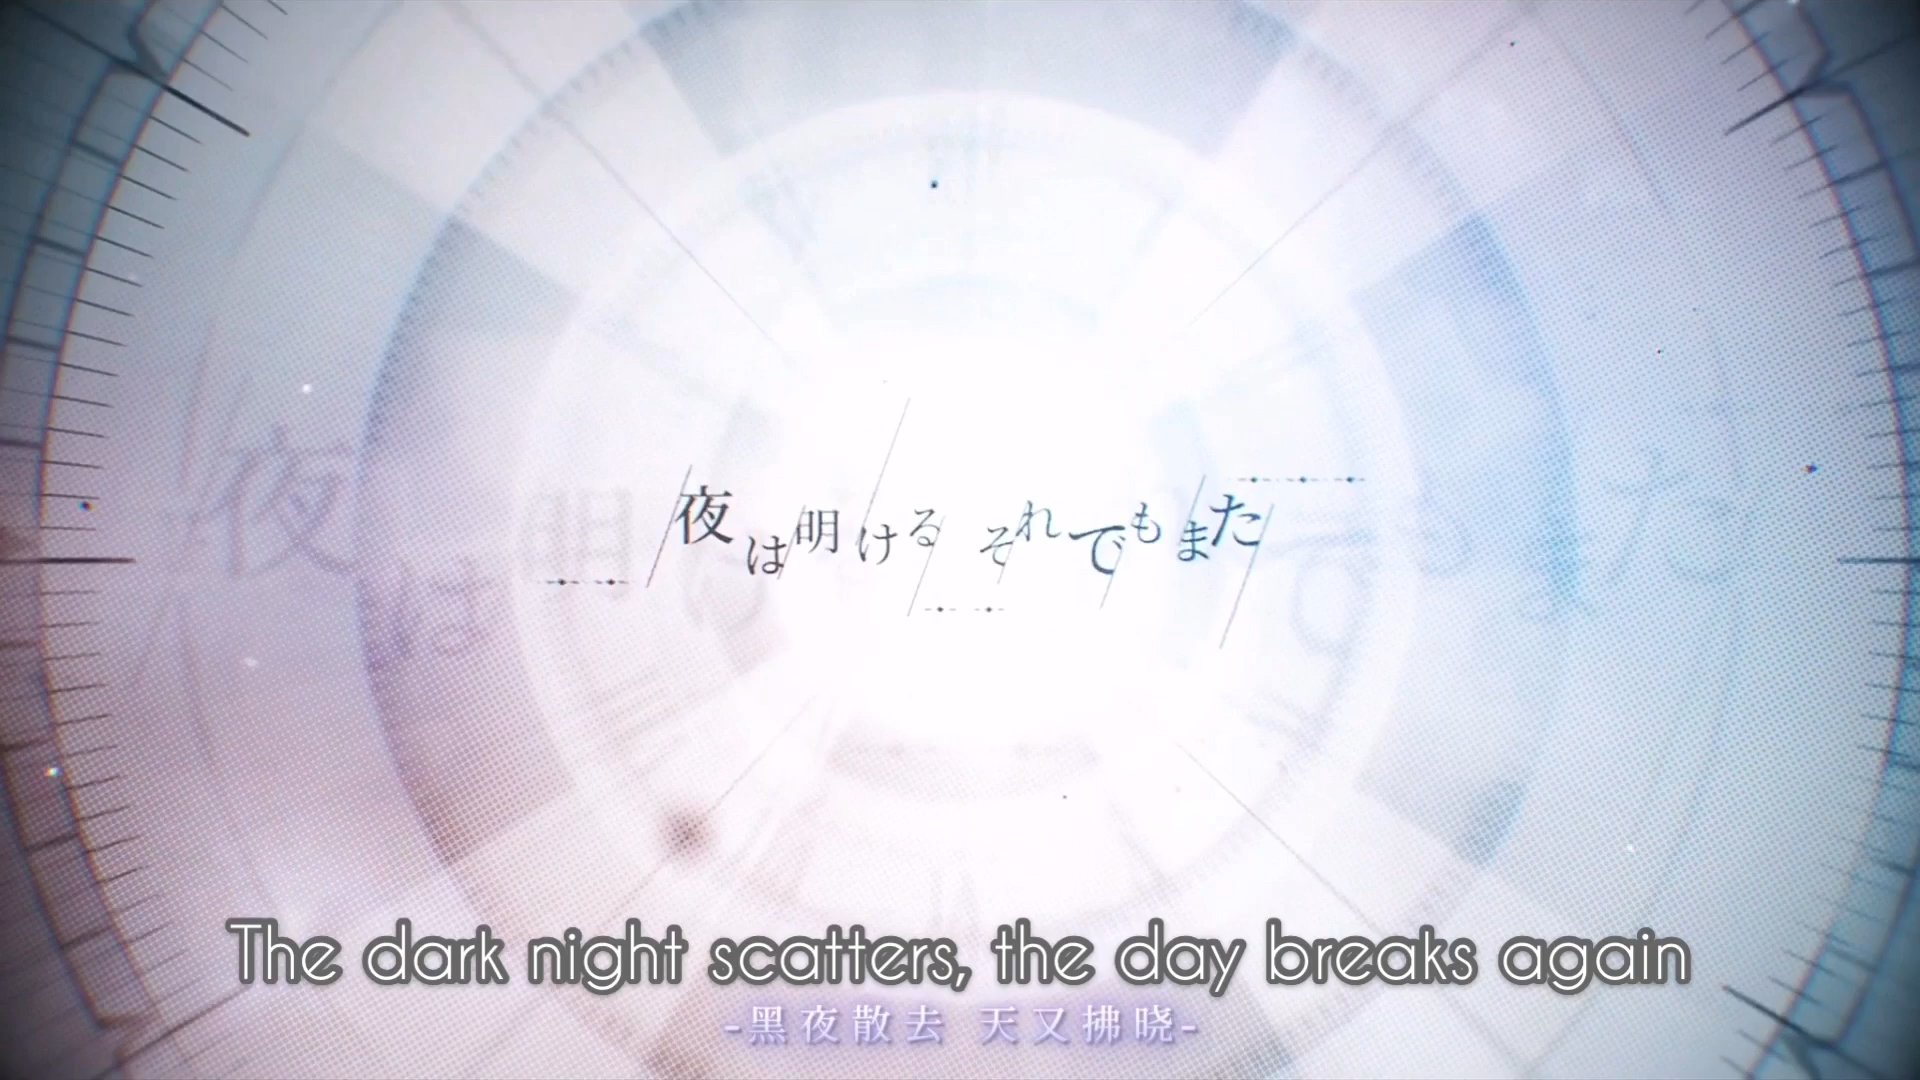 夜は明ける それでもまた
The dark night scatters, the day breaks again
-黑夜散去 天又拂晓-